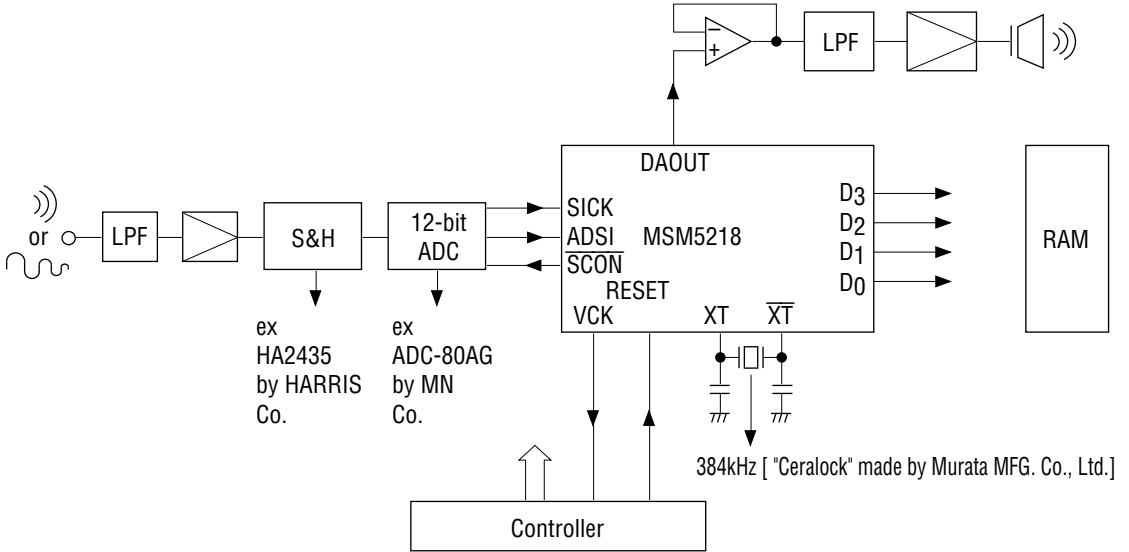 LPF
DAOUT
SICK
ADSI
SCON
MSM5218
RESET
VCK
XT
XT
D3
D2
D1
D0
RAM
or
LPF
S&H
12-bit
ADC
ex
HA2435
by HARRIS
Co.
ex
ADC-80AG
by MN
Co.
384kHz [ "Ceralock" made by Murata MFG. Co., Ltd.]
Controller